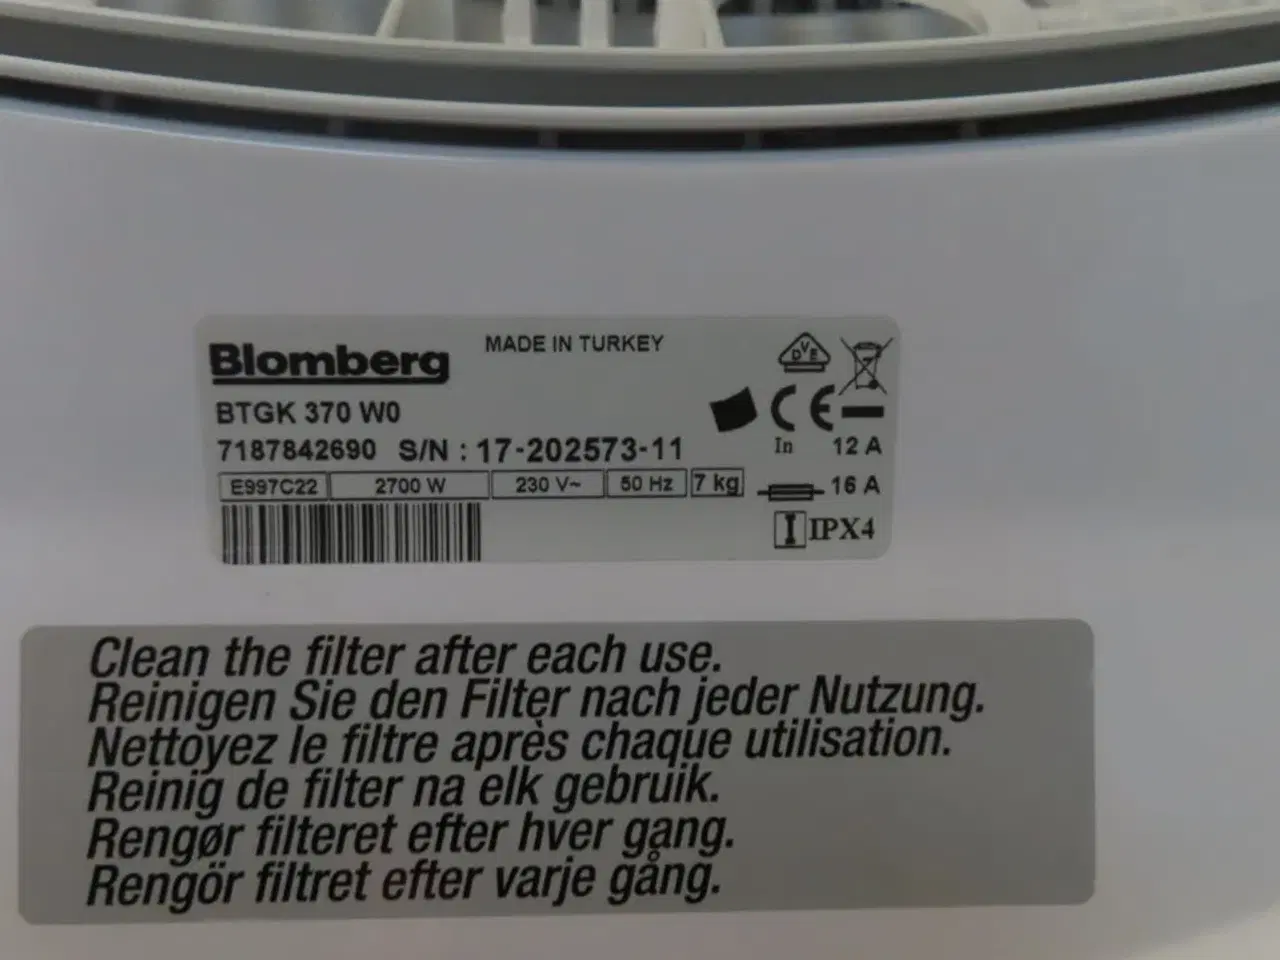 Blomberg
MADE IN TURKEY
DVE
BTGK 370 W0
CE
7187842690 S/N : 17-202573-11
In 12 A
E997C22 2700 W 230 V~ 50 Hz 7 kg
16 A
I IPX4
Clean the filter after each use.
Reinigen Sie den Filter nach jeder Nutzung.
Nettoyez le filtre après chaque utilisation.
Reinig de filter na elk gebruik.
Rengør filteret efter hver gang.
Rengör filtret efter varje gång.